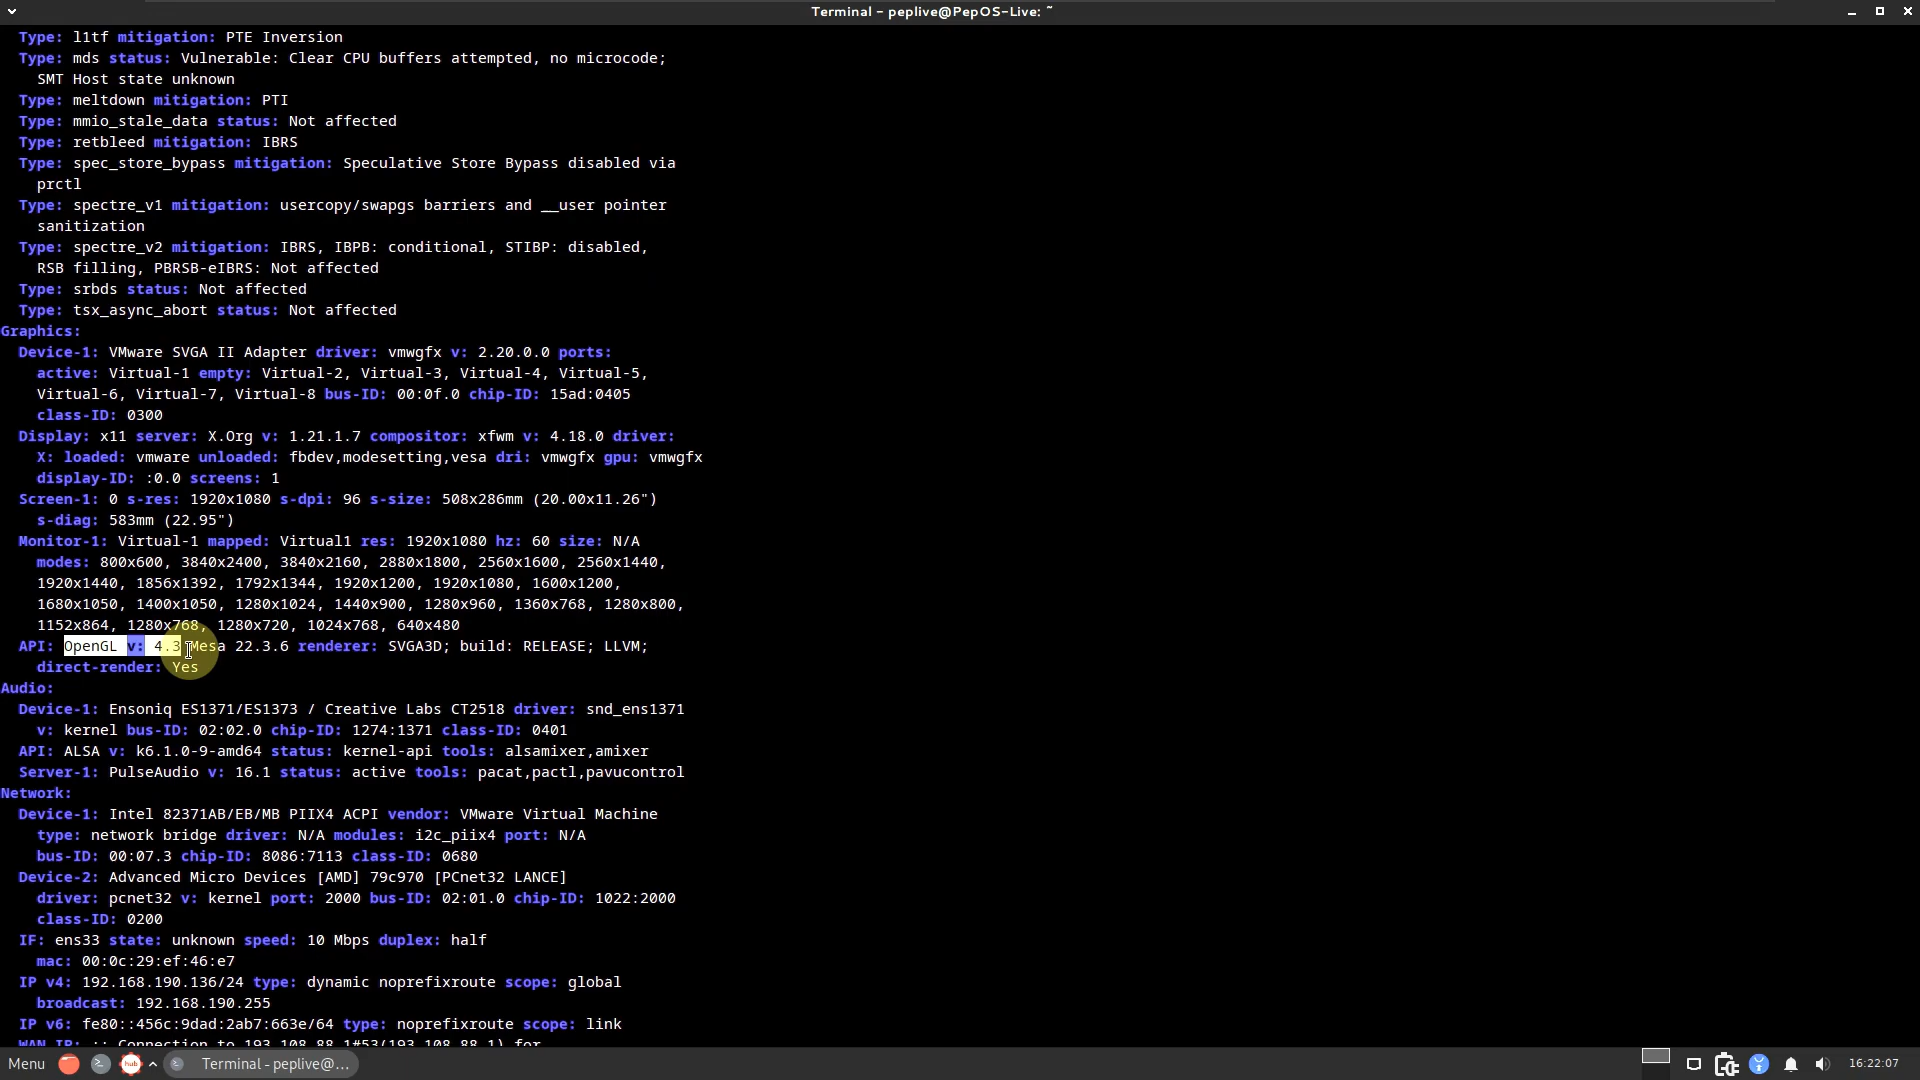 Terminal - peplive@PepOS-Live: ~
Type: l1tf mitigation: PTE Inversion
Type: mds status: Vulnerable: Clear CPU buffers attempted, no microcode;
SMT Host state unknown
Type: meltdown mitigation: PTI
Type: mmio_stale_data status: Not affected
Type: retbleed mitigation: IBRS
Type: spec_store_bypass mitigation: Speculative Store Bypass disabled via
prctl
Type: spectre_v1 mitigation: usercopy/swapgs barriers and __user pointer
sanitization
Type: spectre_v2 mitigation: IBRS, IBPB: conditional, STIBP: disabled,
RSB filling, PBRSB-eIBRS: Not affected
Type: srbds status: Not affected
Type: tsx_async_abort status: Not affected
Graphics:
Device-1: VMware SVGA II Adapter driver: vmwgfx v: 2.20.0.0 ports:
active: Virtual-1 empty: Virtual-2, Virtual-3, Virtual-4, Virtual-5,
Virtual-6, Virtual-7, Virtual-8 bus-ID: 00:0f.0 chip-ID: 15ad:0405
class-ID: 0300
Display: x11 server: X.Org v: 1.21.1.7 compositor: xfwm v: 4.18.0 driver:
X: loaded: vmware unloaded: fbdev,modesetting,vesa dri: vmwgfx gpu: vmwgfx
display-ID: :0.0 screens: 1
Screen-1: 0 s-res: 1920x1080 s-dpi: 96 s-size: 508x286mm (20.00x11.26")
s-diag: 583mm (22.95")
Monitor-1: Virtual-1 mapped: Virtual1 res: 1920x1080 hz: 60 size: N/A
modes: 800x600, 3840x2400, 3840x2160, 2880x1800, 2560x1600, 2560x1440,
1920x1440, 1856x1392, 1792x1344, 1920x1200, 1920x1080, 1600x1200,
1680x1050, 1400x1050, 1280x1024, 1440x900, 1280x960, 1360x768, 1280x800,
1152x864, 1280x768, 1280x720, 1024x768, 640x480
API: OpenGL v: 4.3 Mesa 22.3.6 renderer: SVGA3D; build: RELEASE; LLVM;
direct-render: Yes
Audio:
Device-1: Ensoniq ES1371/ES1373 / Creative Labs CT2518 driver: snd_ens1371
v: kernel bus-ID: 02:02.0 chip-ID: 1274:1371 class-ID: 0401
API: ALSA v: k6.1.0-9-amd64 status: kernel-api tools: alsamixer,amixer
Server-1: PulseAudio v: 16.1 status: active tools: pacat,pactl,pavucontrol
Network:
Device-1: Intel 82371AB/EB/MB PIIX4 ACPI vendor: VMware Virtual Machine
type: network bridge driver: N/A modules: i2c_piix4 port: N/A
bus-ID: 00:07.3 chip-ID: 8086:7113 class-ID: 0680
Device-2: Advanced Micro Devices [AMD] 79c970 [PCnet32 LANCE]
driver: pcnet32 v: kernel port: 2000 bus-ID: 02:01.0 chip-ID: 1022:2000
class-ID: 0200
IF: ens33 state: unknown speed: 10 Mbps duplex: half
mac: 00:0c:29:ef:46:e7
IP v4: 192.168.190.136/24 type: dynamic noprefixroute scope: global
broadcast: 192.168.190.255
IP v6: fe80::456c:9dad:2ab7:663e/64 type: noprefixroute scope: link
WAN IP: ;; Connection to 193.108.88.1#53(193.108.88.1) for
Menu hub Terminal - peplive@... 16:22:07